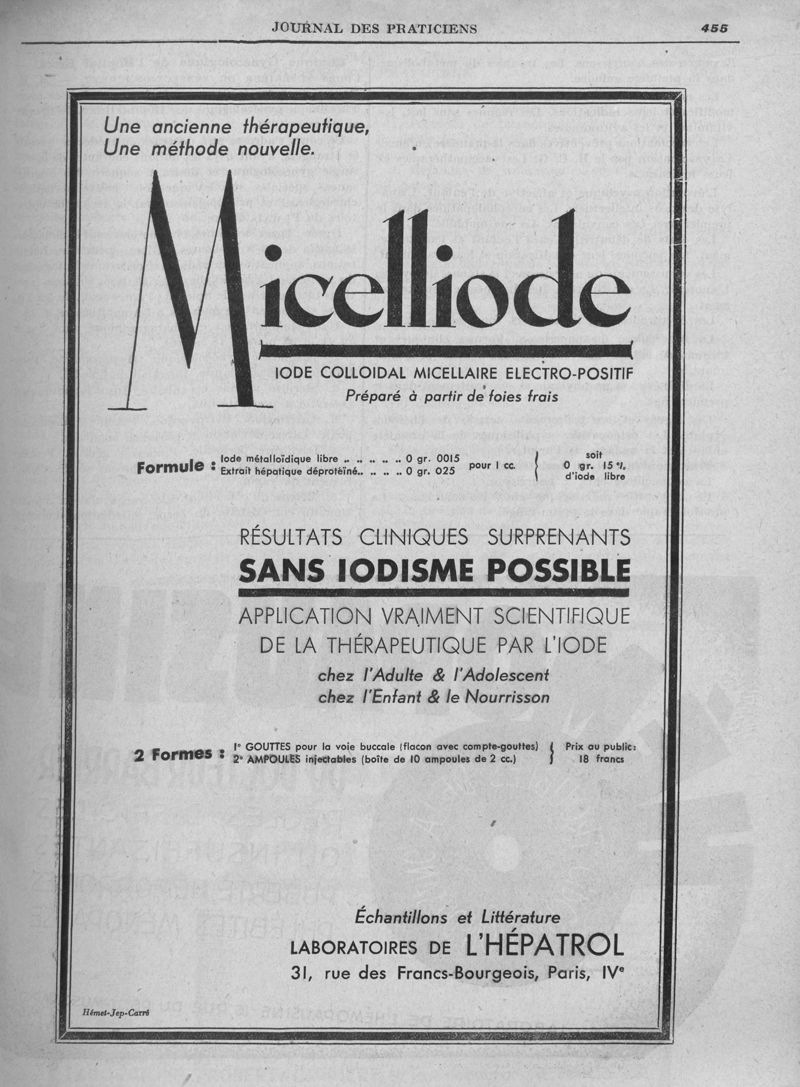 JOURNAL DES PRATICIENS
455
Une ancienne thérapeutique,
Une méthode nouvelle.
Micelliode
IODE COLLOIDAL MICELLAIRE ELECTRO-POSITIF
Préparé à partir de foies frais
Formule :
Iode métalloïdique libre .. .. .. .. .. 0 gr. 0015
Extrait hépatique déprotéiné.. .. .. .. 0 gr. 025
pour 1 cc.
soit
0 gr. 15 %
d'iode libre
RÉSULTATS CLINIQUES SURPRENANTS
SANS IODISME POSSIBLE
APPLICATION VRAIMENT SCIENTIFIQUE
DE LA THÉRAPEUTIQUE PAR L'IODE
chez l'Adulte & l'Adolescent
chez l'Enfant & le Nourrisson
2 Formes :
1° GOUTTES pour la voie buccale (flacon avec compte-gouttes)
2° AMPOULES injectables (boîte de 10 ampoules de 2 cc.)
Prix au public:
18 francs
Échantillons et Littérature
LABORATOIRES DE L'HÉPATROL
31, rue des Francs-Bourgeois, Paris, IVe
Hémet-Jep-Carré